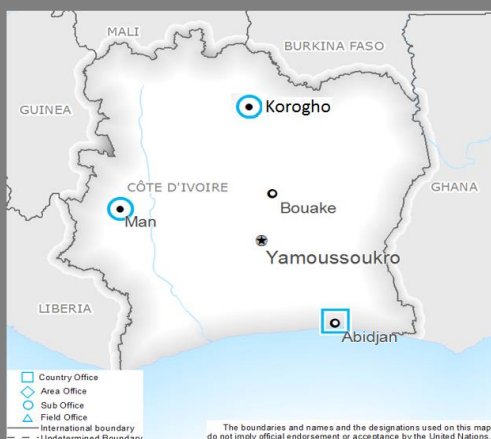 MALI
BURKINA FASO
GUINEA
Korogho
CÔTE D'IVOIRE
GHANA
Bouake
Man
Yamoussoukro
LIBERIA
Abidjan
Country Office
Area Office
Sub Office
Field Office
International boundary
Undetermined Boundary
The boundaries and names and the designations used on this map
do not imply official endorsement or acceptance by the United Nations.